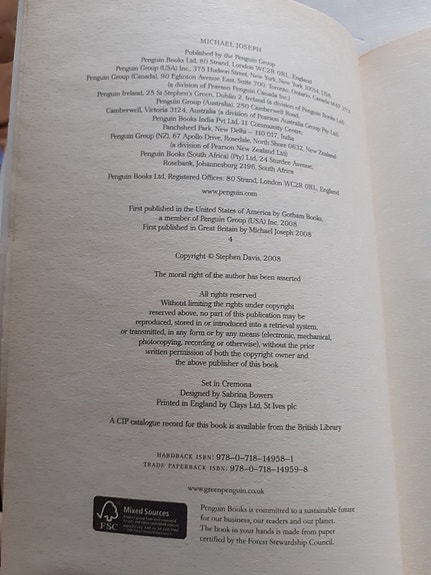 MICHAEL JOSEPH
Published by the Penguin Group
Penguin Books Ltd, 80 Strand, London WC2R 0RL, England
Penguin Group (USA) Inc., 375 Hudson Street, New York, New York 10014, USA
Penguin Group (Canada), 90 Eglinton Avenue East, Suite 700, Toronto, Ontario, Canada M4P 2Y3
(a division of Pearson Penguin Canada Inc.)
Penguin Ireland, 25 St Stephen's Green, Dublin 2, Ireland (a division of Penguin Books Ltd)
Penguin Group (Australia), 250 Camberwell Road,
Camberwell, Victoria 3124, Australia (a division of Pearson Australia Group Pty Ltd)
Penguin Books India Pvt Ltd, 11 Community Centre,
Panchsheel Park, New Delhi – 110 017, India
Penguin Group (NZ), 67 Apollo Drive, Rosedale, North Shore 0632, New Zealand
(a division of Pearson New Zealand Ltd)
Penguin Books (South Africa) (Pty) Ltd, 24 Sturdee Avenue,
Rosebank, Johannesburg 2196, South Africa
Penguin Books Ltd, Registered Offices: 80 Strand, London WC2R 0RL, England
www.penguin.com
First published in the United States of America by Gotham Books,
a member of Penguin Group (USA) Inc. 2008
First published in Great Britain by Michael Joseph 2008
4
Copyright © Stephen Davis, 2008
The moral right of the author has been asserted
All rights reserved
Without limiting the rights under copyright
reserved above, no part of this publication may be
reproduced, stored in or introduced into a retrieval system,
or transmitted, in any form or by any means (electronic, mechanical,
photocopying, recording or otherwise), without the prior
written permission of both the copyright owner and
the above publisher of this book
Set in Cremona
Designed by Sabrina Bowers
Printed in England by Clays Ltd, St Ives plc
A CIP catalogue record for this book is available from the British Library
HARDBACK ISBN: 978–0–718–14958–1
TRADE PAPERBACK ISBN: 978–0–718–14959–8
www.greenpenguin.co.uk
FSC
Mixed Sources
Penguin Books is committed to a sustainable future
for our business, our readers and our planet.
The book in your hands is made from paper
certified by the Forest Stewardship Council.